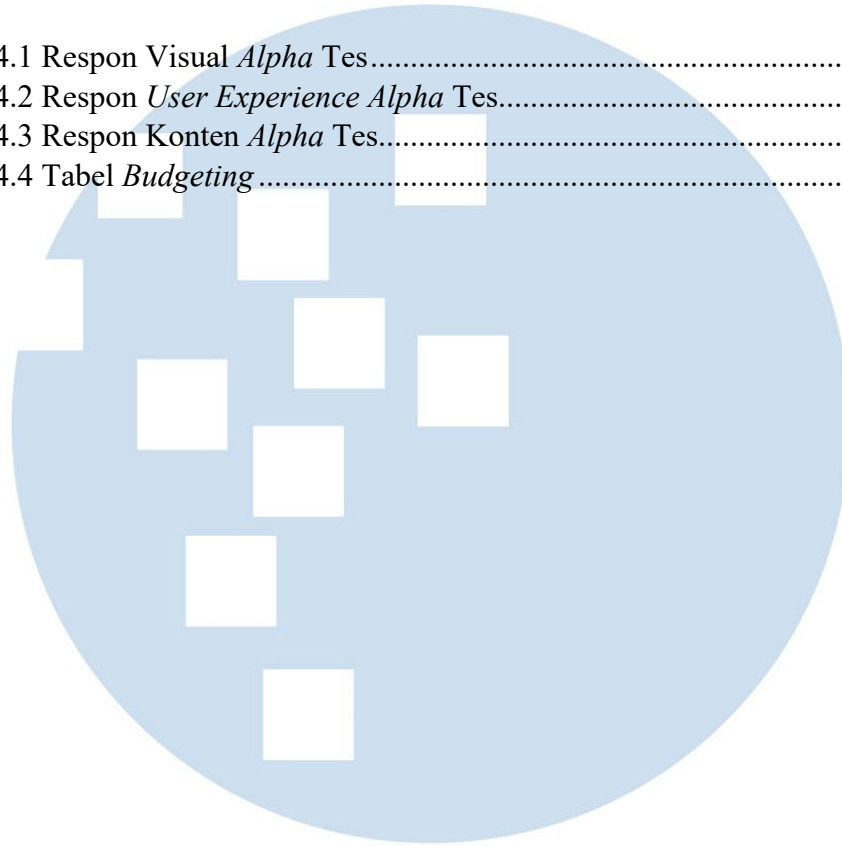 4.1 Respon Visual Alpha Tes.......................................................................
4.2 Respon User Experience Alpha Tes....................................................
4.3 Respon Konten Alpha Tes......................................................................
4.4 Tabel Budgeting.....................................................................................